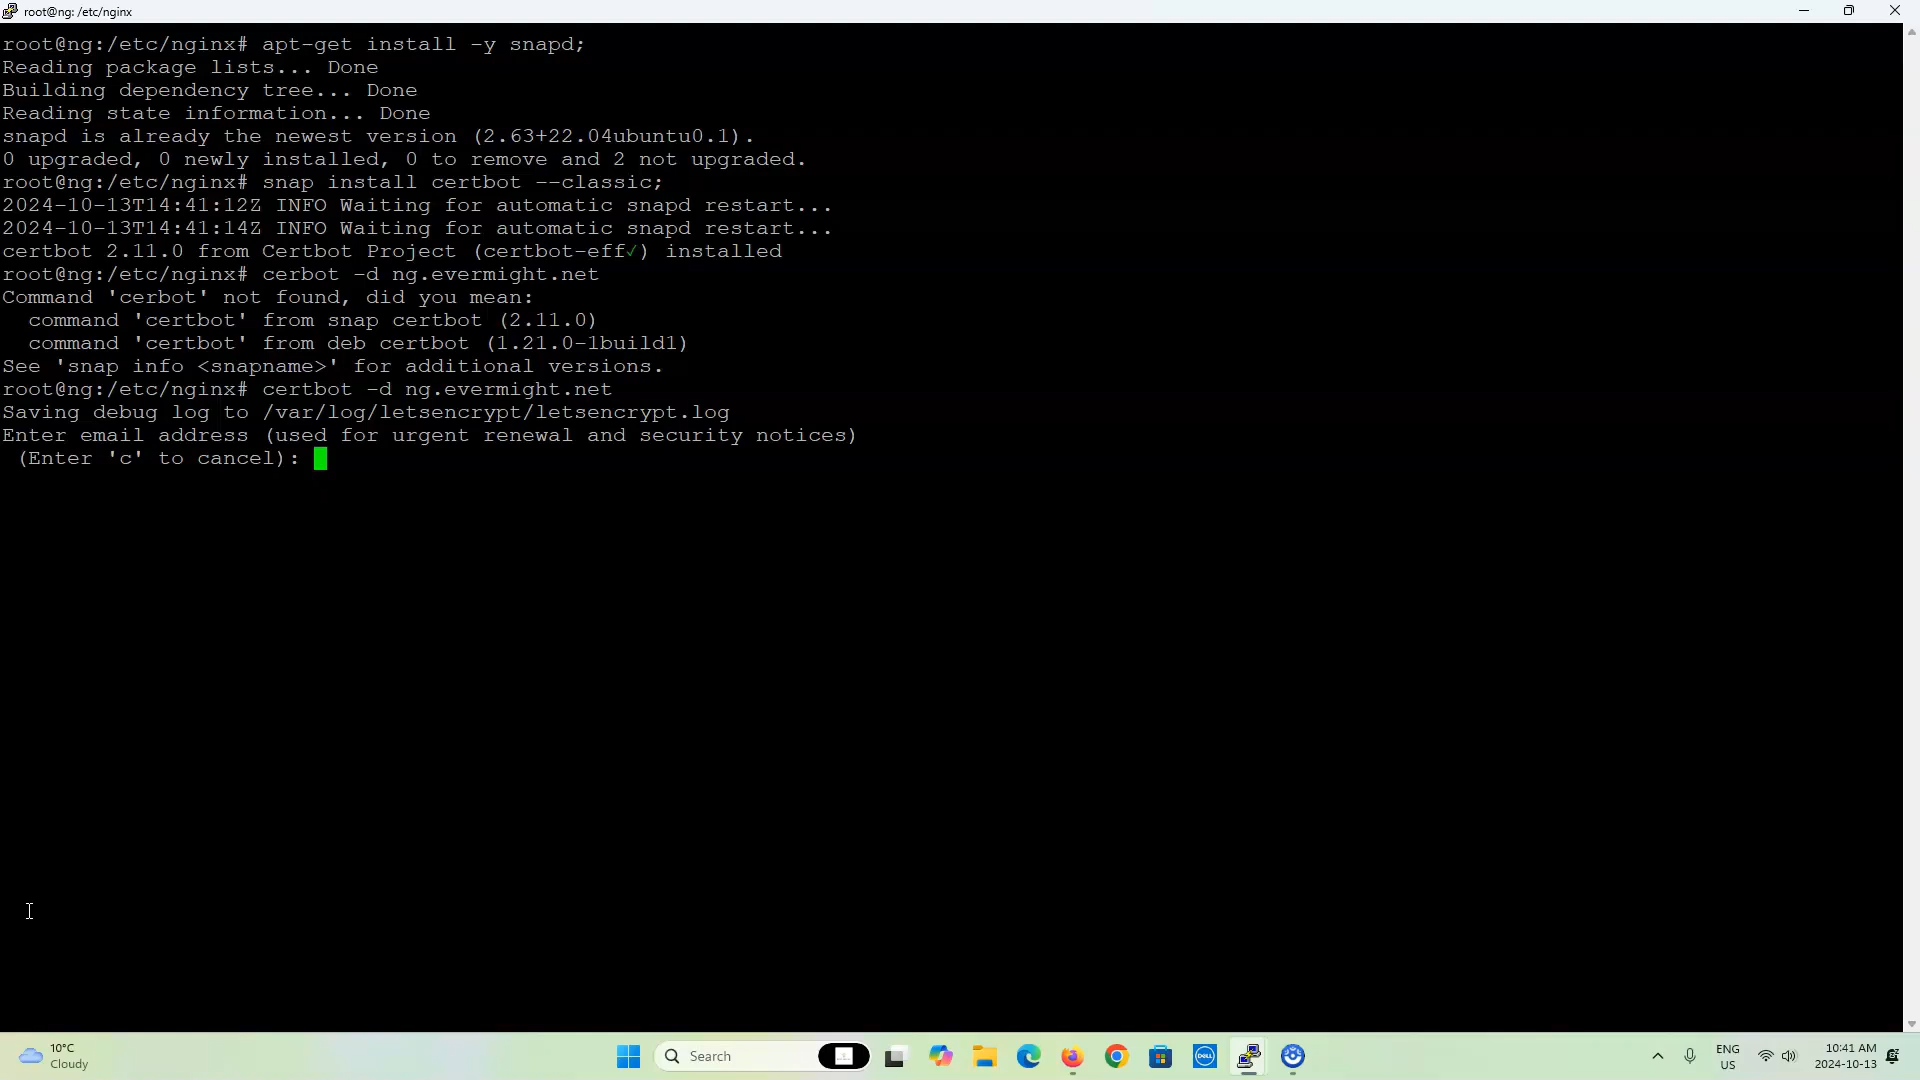 root@ng: /etc/nginx
root@ng:/etc/nginx# apt-get install -y snapd;
Reading package lists... Done
Building dependency tree... Done
Reading state information... Done
snapd is already the newest version (2.63+22.04ubuntu0.1).
0 upgraded, 0 newly installed, 0 to remove and 2 not upgraded.
root@ng:/etc/nginx# snap install certbot --classic;
2024-10-13T14:41:12Z INFO Waiting for automatic snapd restart...
2024-10-13T14:41:14Z INFO Waiting for automatic snapd restart...
certbot 2.11.0 from Certbot Project (certbot-eff✓) installed
root@ng:/etc/nginx# cerbot -d ng.evermight.net
Command 'cerbot' not found, did you mean:
  command 'certbot' from snap certbot (2.11.0)
  command 'certbot' from deb certbot (1.21.0-1build1)
See 'snap info <snapname>' for additional versions.
root@ng:/etc/nginx# certbot -d ng.evermight.net
Saving debug log to /var/log/letsencrypt/letsencrypt.log
Enter email address (used for urgent renewal and security notices)
 (Enter 'c' to cancel):
10°C
Cloudy
Search
DELL
ENG
US
10:41 AM
2024-10-13